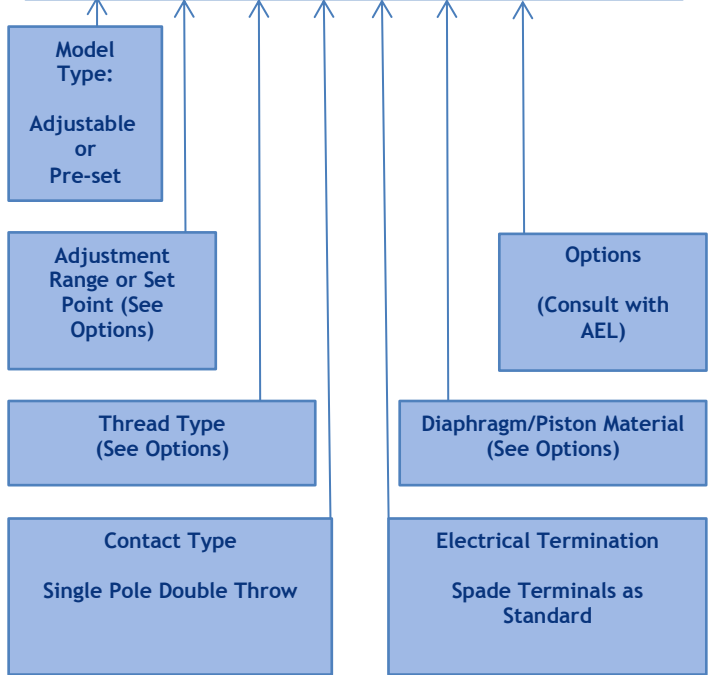 Model
Type:
Adjustable
or
Pre-set
Adjustment
Range or Set
Point (See
Options)
Options
(Consult with
AEL)
Thread Type
(See Options)
Diaphragm/Piston Material
(See Options)
Contact Type
Single Pole Double Throw
Electrical Termination
Spade Terminals as
Standard